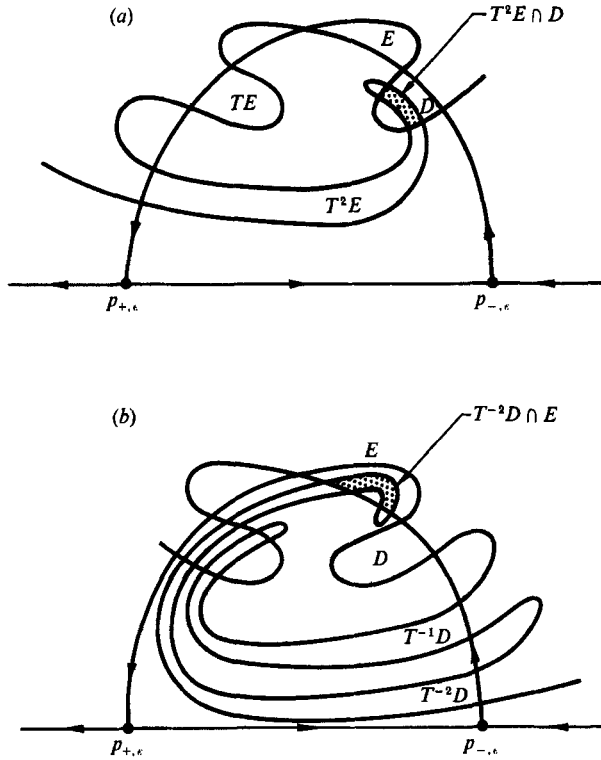 (a)
E
T²E ∩ D
TE
D
T²E
p₊,ₑ
p₋,ₑ
(b)
T⁻²D ∩ E
E
D
T⁻¹D
T⁻²D
p₊,ₑ
p₋,ₑ